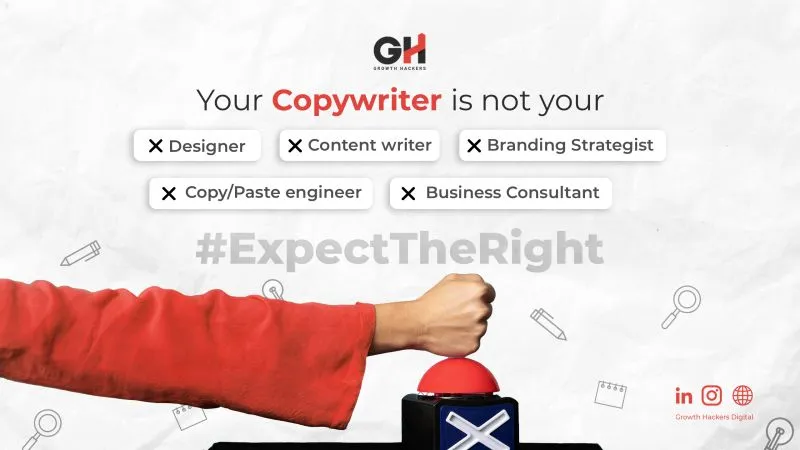 GH
GROWTH HACKERS
Your Copywriter is not your
Designer
Content writer
Branding Strategist
Copy/Paste engineer
Business Consultant
#ExpectTheRight
in
Growth Hackers Digital